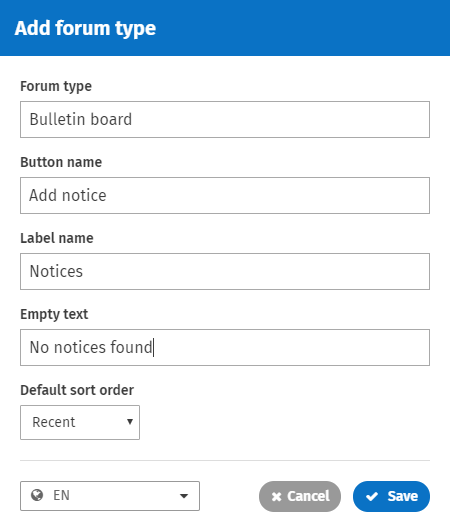 Add forum type
Forum type
Bulletin board
Button name
Add notice
Label name
Notices
Empty text
No notices found
Default sort order
Recent
EN
Cancel
Save